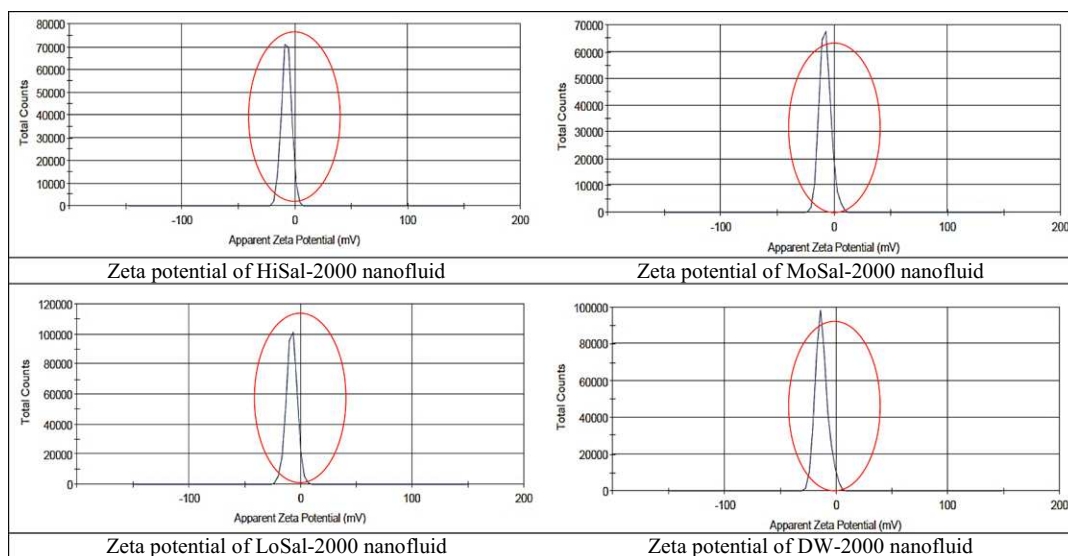 80000
70000
60000
50000
40000
30000
20000
10000
0
Total Counts
-100 0 100 200
Apparent Zeta Potential (mV)
Zeta potential of HiSal-2000 nanofluid
70000
60000
50000
40000
30000
20000
10000
0
Total Counts
-100 0 100 200
Apparent Zeta Potential (mV)
Zeta potential of MoSal-2000 nanofluid
120000
100000
80000
60000
40000
20000
0
Total Counts
-100 0 100 200
Apparent Zeta Potential (mV)
Zeta potential of LoSal-2000 nanofluid
100000
80000
60000
40000
20000
0
Total Counts
-100 0 100 200
Apparent Zeta Potential (mV)
Zeta potential of DW-2000 nanofluid